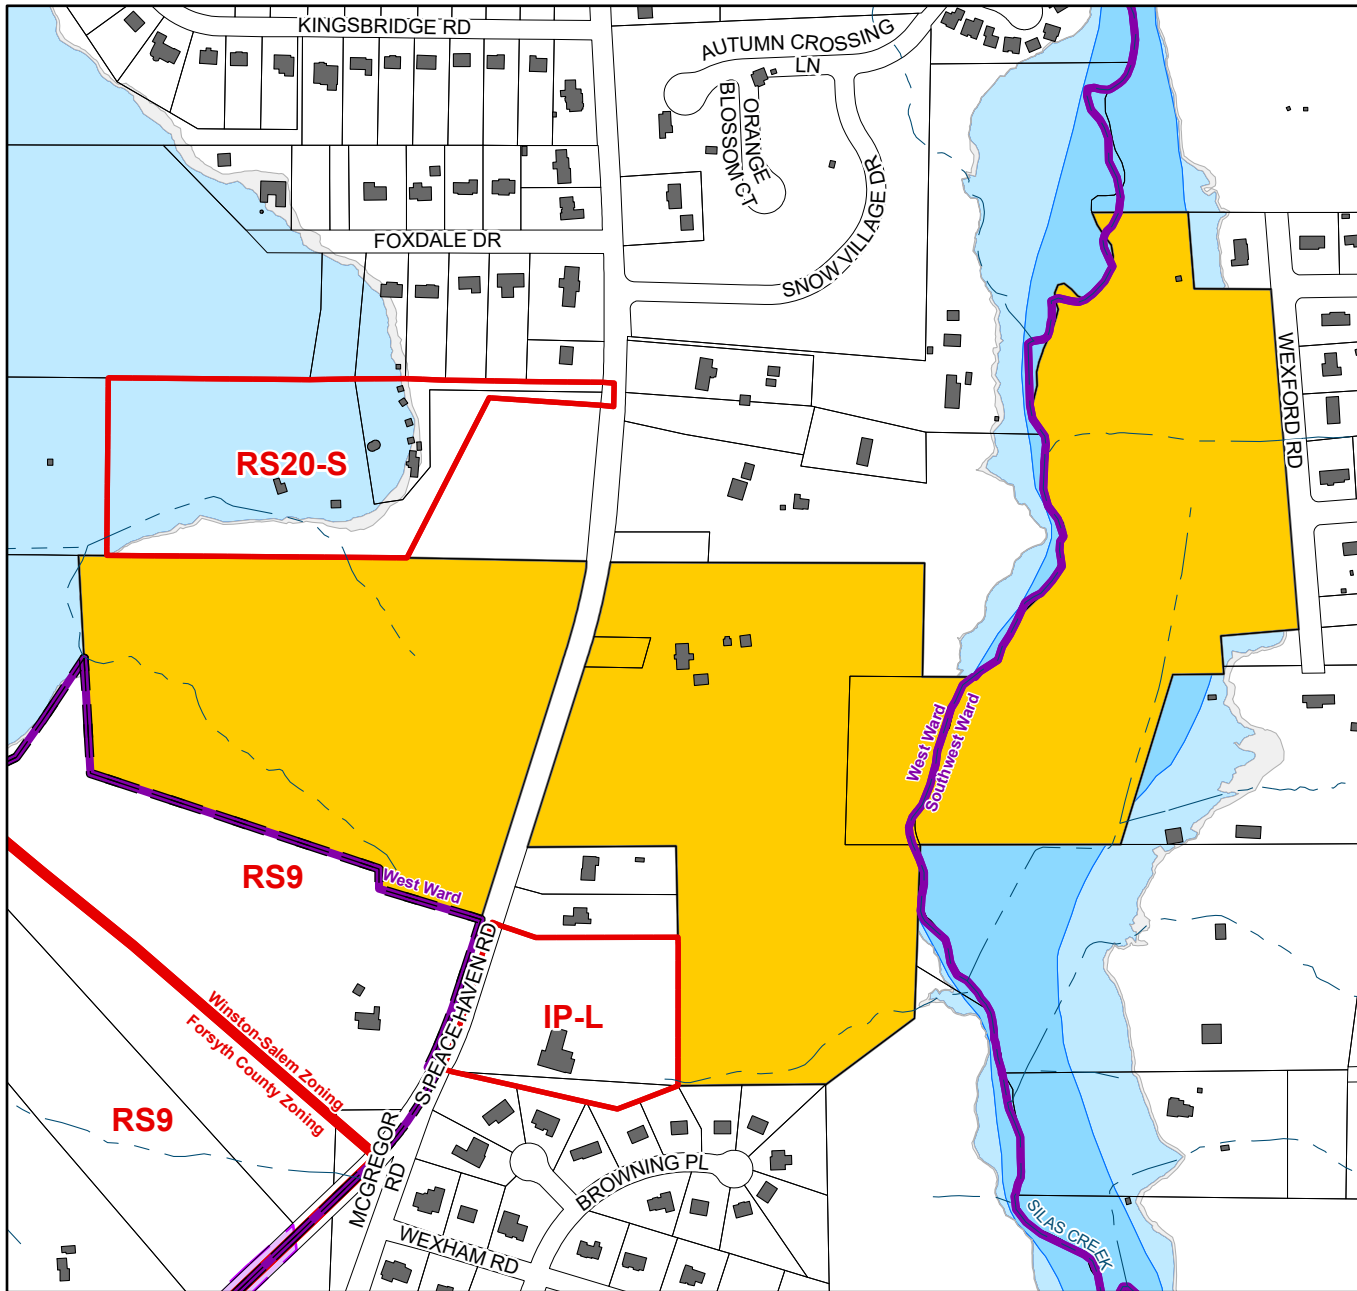 KINGSBRIDGE RD
AUTUMN CROSSING
LN
ORANGE
BLOSSOM CT
SNOW VILLAGE DR
FOXDALE DR
WEXFORD RD
RS20-S
West Ward
Southwest Ward
RS9
West Ward
S PEACE HAVEN RD
IP-L
Winston-Salem Zoning
Forsyth County Zoning
RS9
MCGREGOR
RD
BROWNING PL
WEXHAM RD
SILAS CREEK